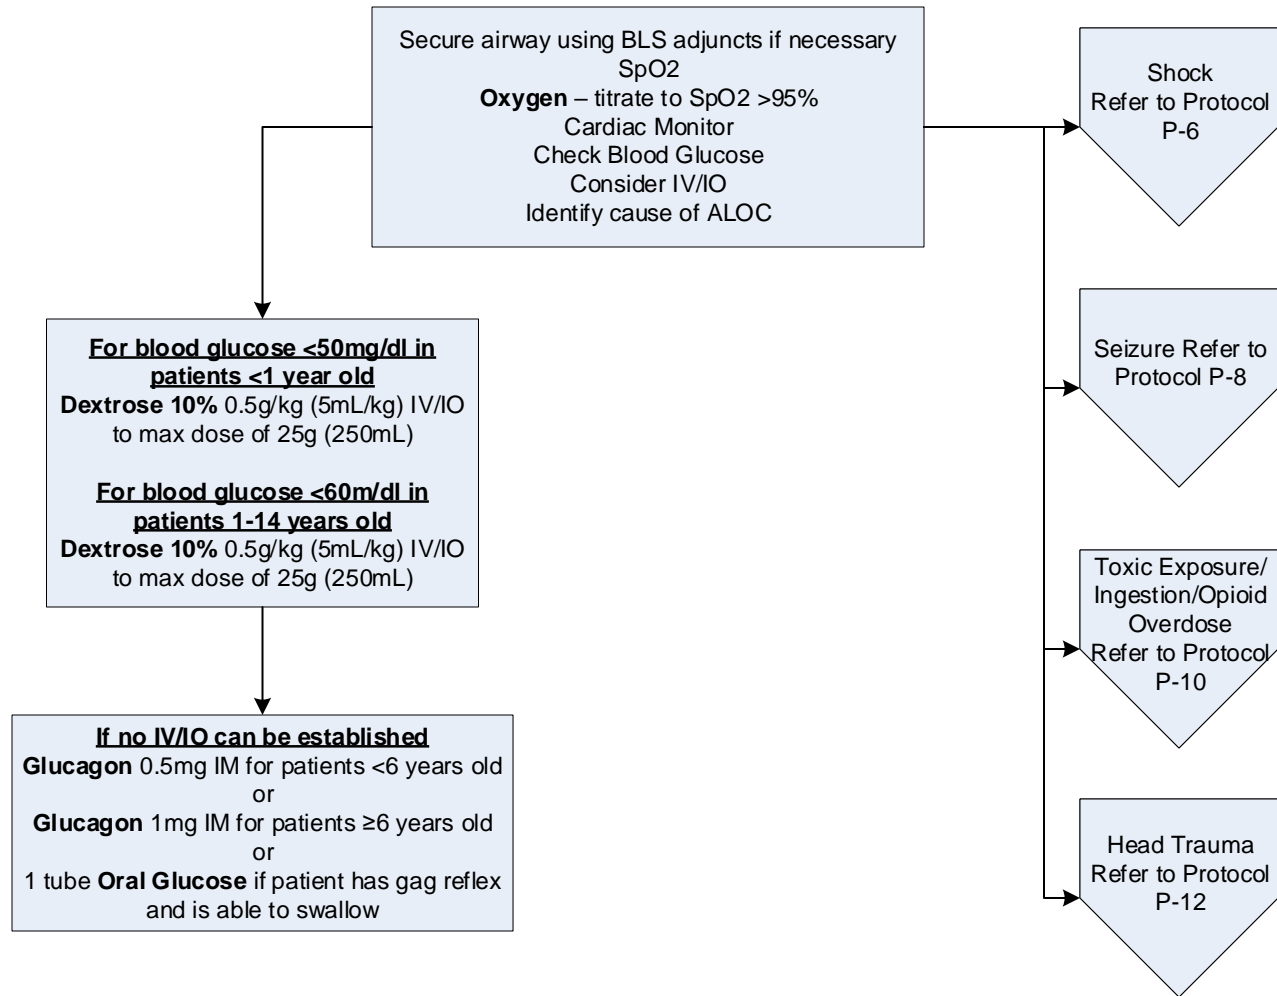 Secure airway using BLS adjuncts if necessary
SpO2
Oxygen – titrate to SpO2 >95%
Cardiac Monitor
Check Blood Glucose
Consider IV/IO
Identify cause of ALOC
Shock
Refer to Protocol
P-6
For blood glucose <50mg/dl in
patients <1 year old
Dextrose 10% 0.5g/kg (5mL/kg) IV/IO
to max dose of 25g (250mL)
For blood glucose <60m/dl in
patients 1-14 years old
Dextrose 10% 0.5g/kg (5mL/kg) IV/IO
to max dose of 25g (250mL)
Seizure Refer to
Protocol P-8
Toxic Exposure/
Ingestion/Opioid
Overdose
Refer to Protocol
P-10
If no IV/IO can be established
Glucagon 0.5mg IM for patients <6 years old
or
Glucagon 1mg IM for patients ≥6 years old
or
1 tube Oral Glucose if patient has gag reflex
and is able to swallow
Head Trauma
Refer to Protocol
P-12